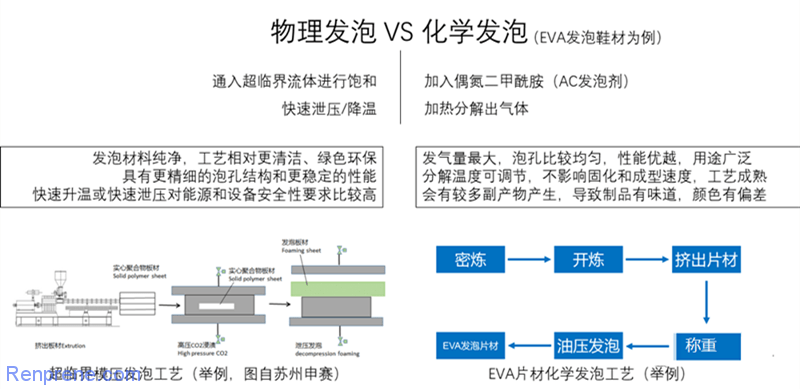 物理发泡 VS 化学发泡(EVA发泡鞋材为例)
通入超临界流体进行饱和
快速泄压/降温
加入偶氮二甲酰胺（AC发泡剂）
加热分解出气体
发泡材料纯净，工艺相对更清洁、绿色环保
具有更精细的泡孔结构和更稳定的性能
快速升温或快速泄压对能源和设备安全性要求比较高
发气量最大，泡孔比较均匀，性能优越，用途广泛
分解温度可调节，不影响固化和成型速度，工艺成熟
会有较多副产物产生，导致制品有味道，颜色有偏差
实心聚合物板材
Solid polymer sheet
挤出板材Extrution
实心聚合物板材
Solid polymer sheet
高压CO2浸渍
High pressure CO2
发泡板材
Foaming sheet
泄压发泡
decompression foaming
超临界模压发泡工艺（举例，图自苏州申赛）
密炼
开炼
挤出片材
称重
油压发泡
EVA发泡片材
EVA片材化学发泡工艺（举例）